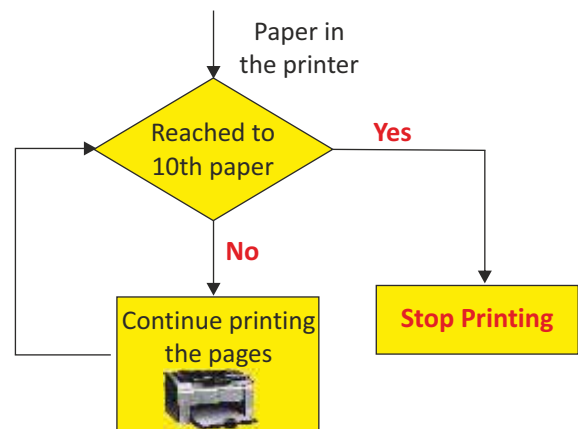 Paper in
the printer
Reached to
10th paper
Yes
No
Continue printing
the pages
Stop Printing